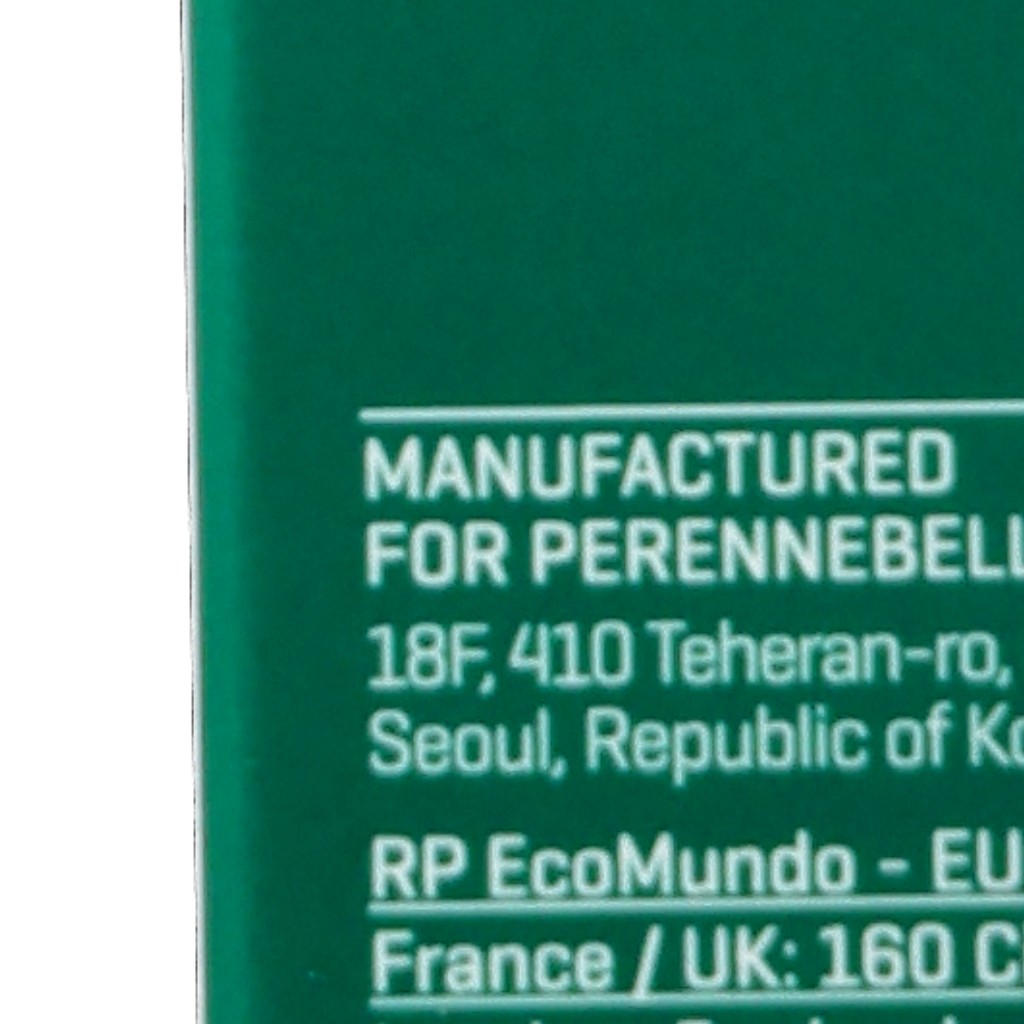 MANUFACTURED
FOR PERENNEBELL
18F, 410 Teheran-ro,
Seoul, Republic of Ko
RP EcoMundo - EU
France / UK: 160 C